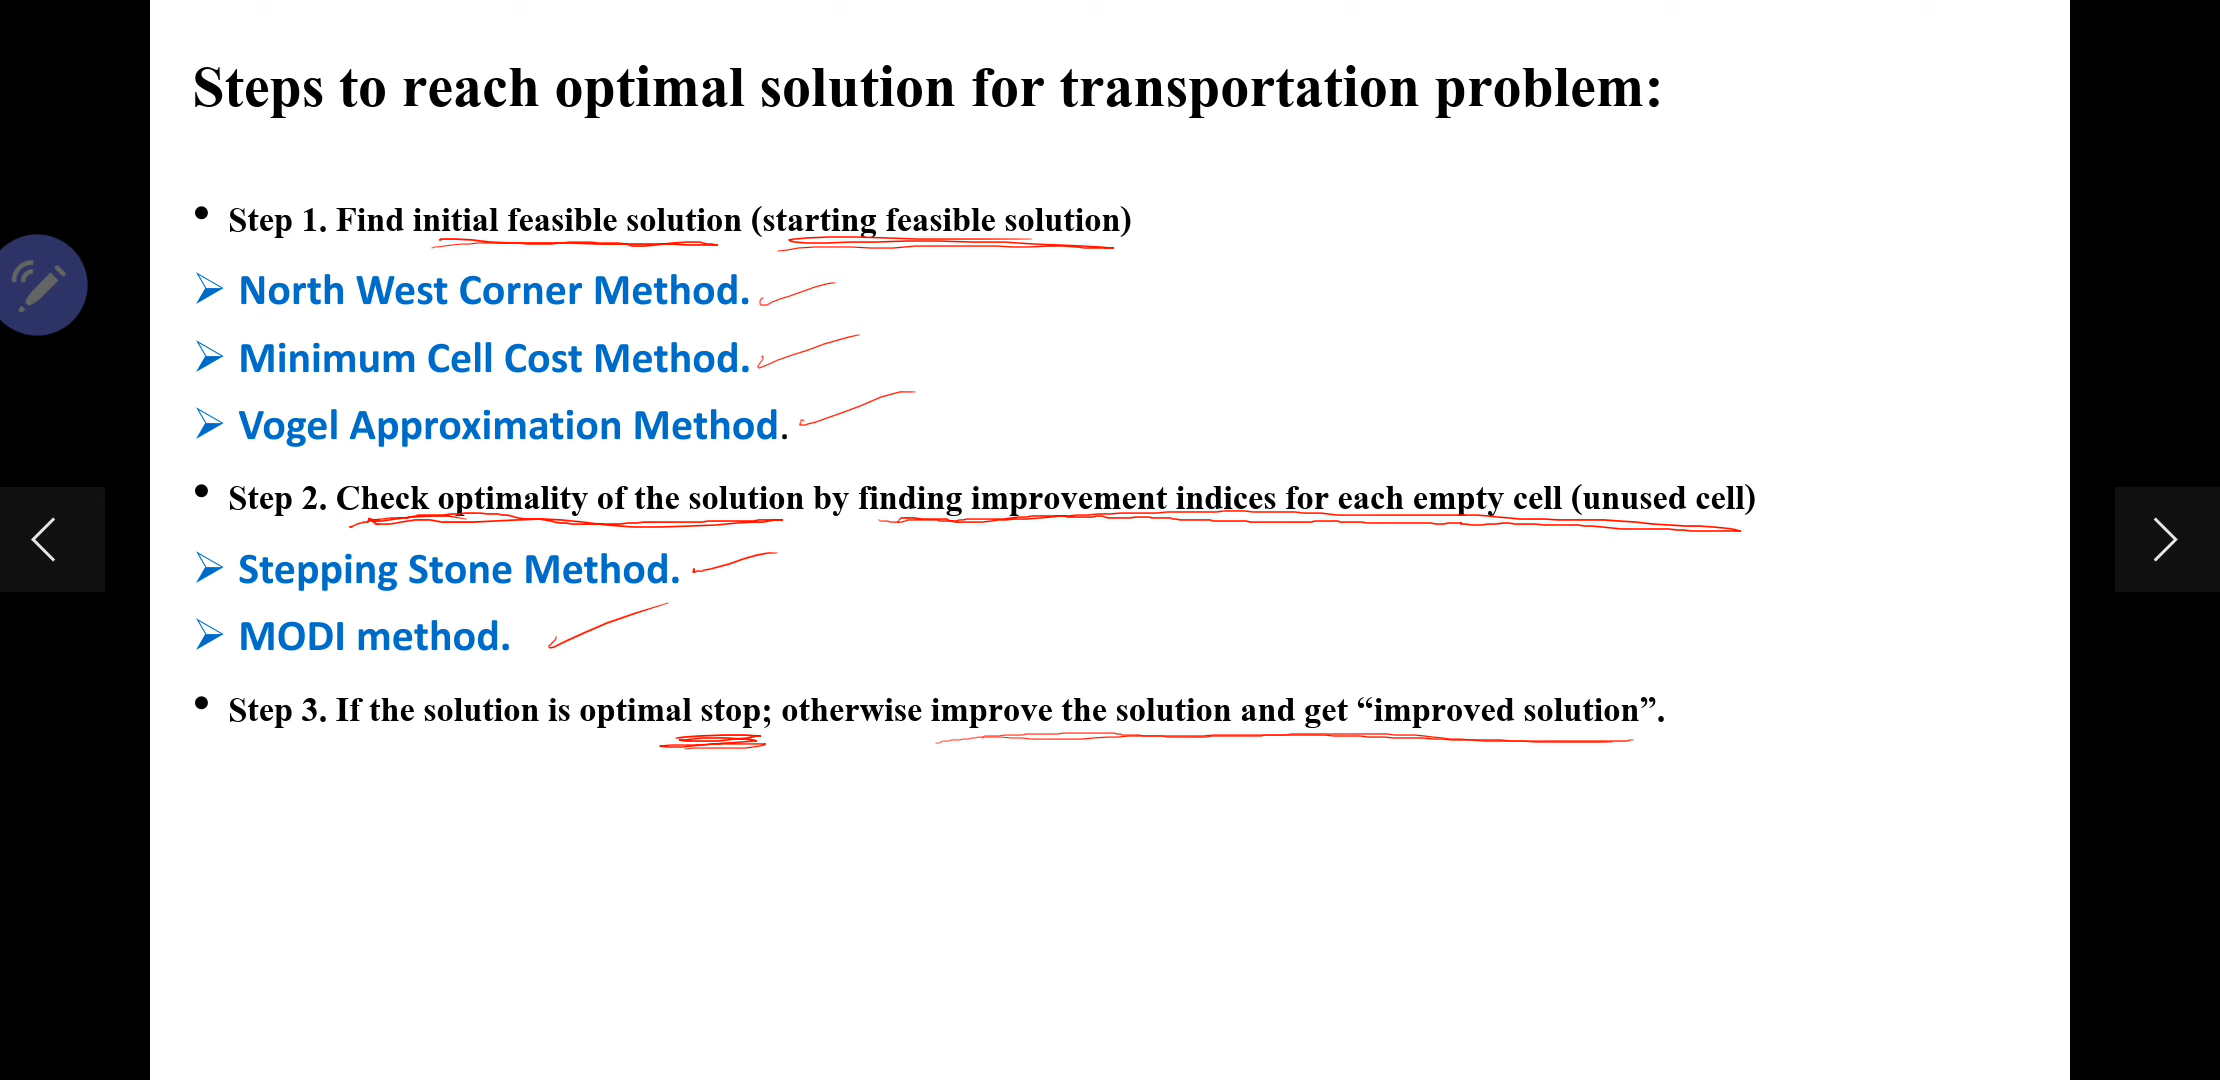 Steps to reach optimal solution for transportation problem:
• Step 1. Find initial feasible solution (starting feasible solution)
➢ North West Corner Method.
➢ Minimum Cell Cost Method.
➢ Vogel Approximation Method.
• Step 2. Check optimality of the solution by finding improvement indices for each empty cell (unused cell)
➢ Stepping Stone Method.
➢ MODI method.
• Step 3. If the solution is optimal stop; otherwise improve the solution and get “improved solution”.